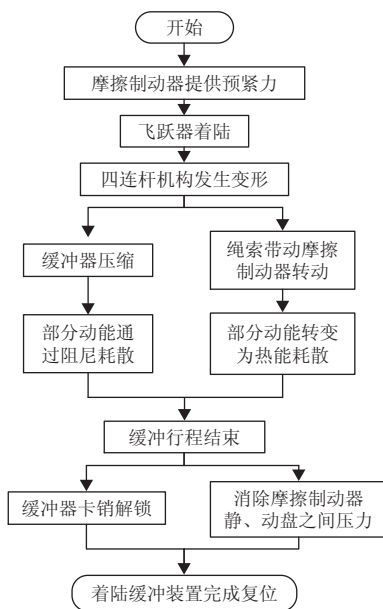 开始
摩擦制动器提供预紧力
飞跃器着陆
四连杆机构发生变形
缓冲器压缩
绳索带动摩擦
制动器转动
部分动能通
过阻尼耗散
部分动能转变
为热能耗散
缓冲行程结束
缓冲器卡销解锁
消除摩擦制动器
静、动盘之间压力
着陆缓冲装置完成复位